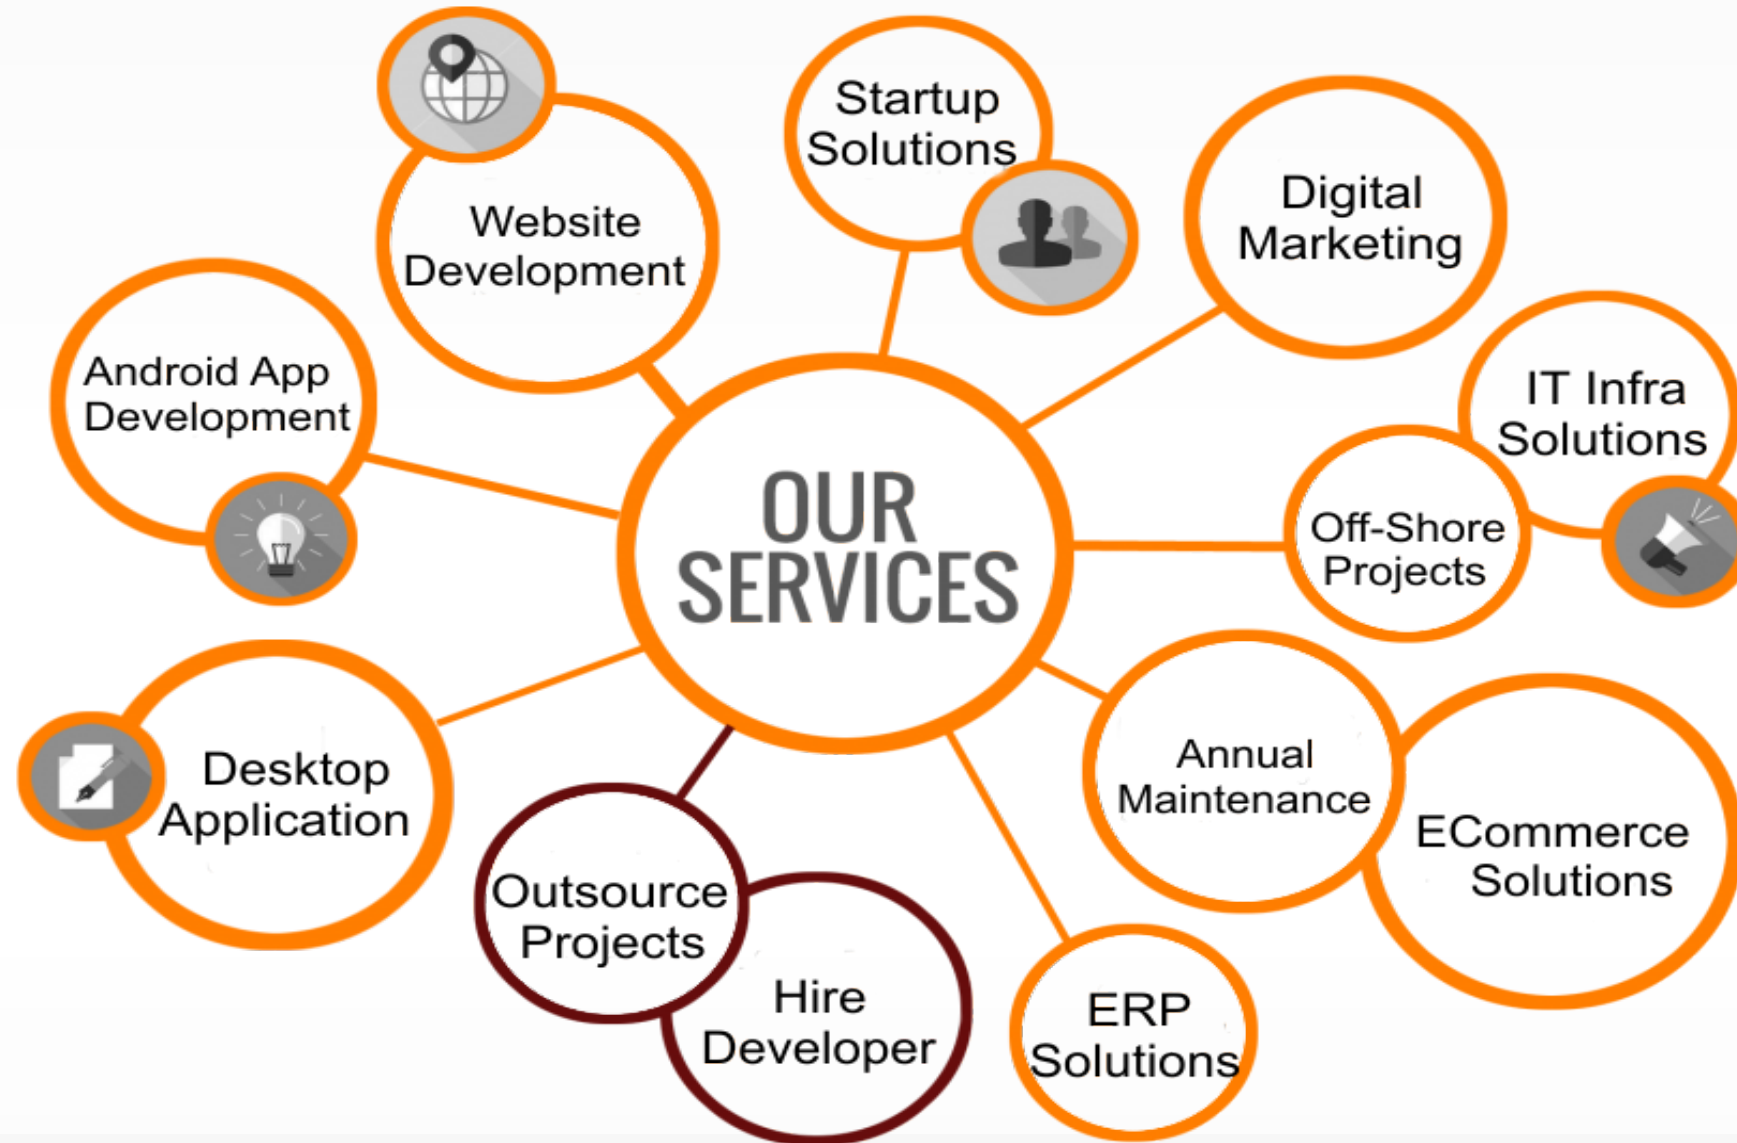 Startup
Solutions
Digital
Marketing
Website
Development
Android App
Development
IT Infra
Solutions
OUR
SERVICES
Off-Shore
Projects
Desktop
Application
Annual
Maintenance
ECommerce
Solutions
Outsource
Projects
Hire
Developer
ERP
Solutions